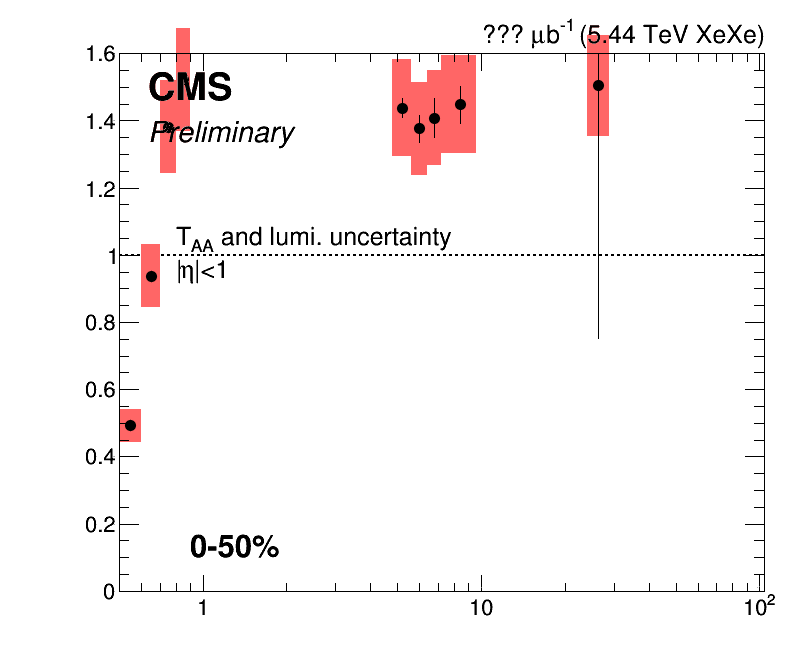 ??? μb⁻¹ (5.44 TeV XeXe)
1.6
CMS
Preliminary
1.4
1.2
T_AA and lumi. uncertainty
1
|η|<1
0.8
0.6
0.4
0.2
0-50%
0
1 10 10²